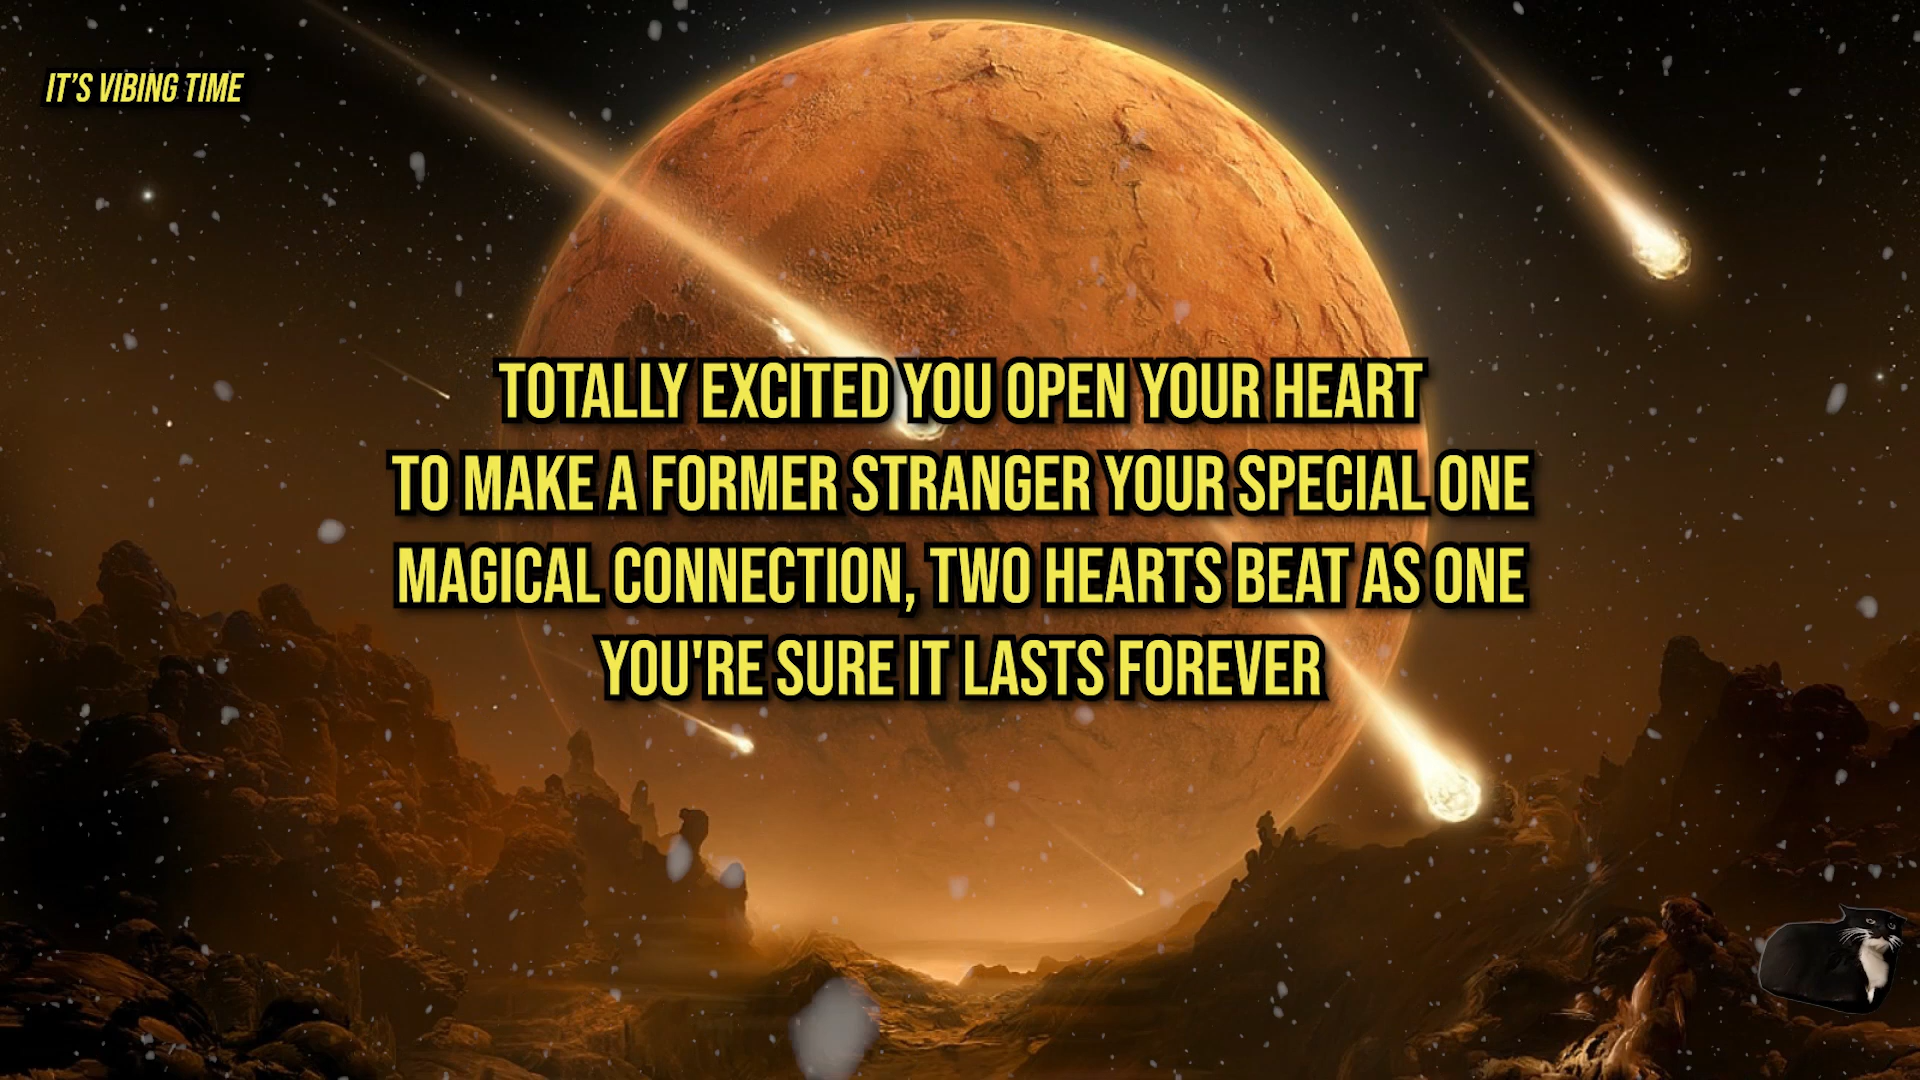 IT'S VIBING TIME
TOTALLY EXCITED YOU OPEN YOUR HEART
TO MAKE A FORMER STRANGER YOUR SPECIAL ONE
MAGICAL CONNECTION, TWO HEARTS BEAT AS ONE
YOU'RE SURE IT LASTS FOREVER